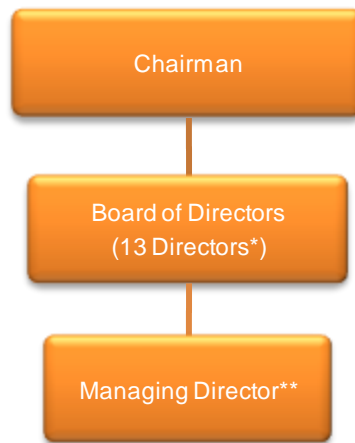 Chairman
Board of Directors
(13 Directors*)
Managing Director**